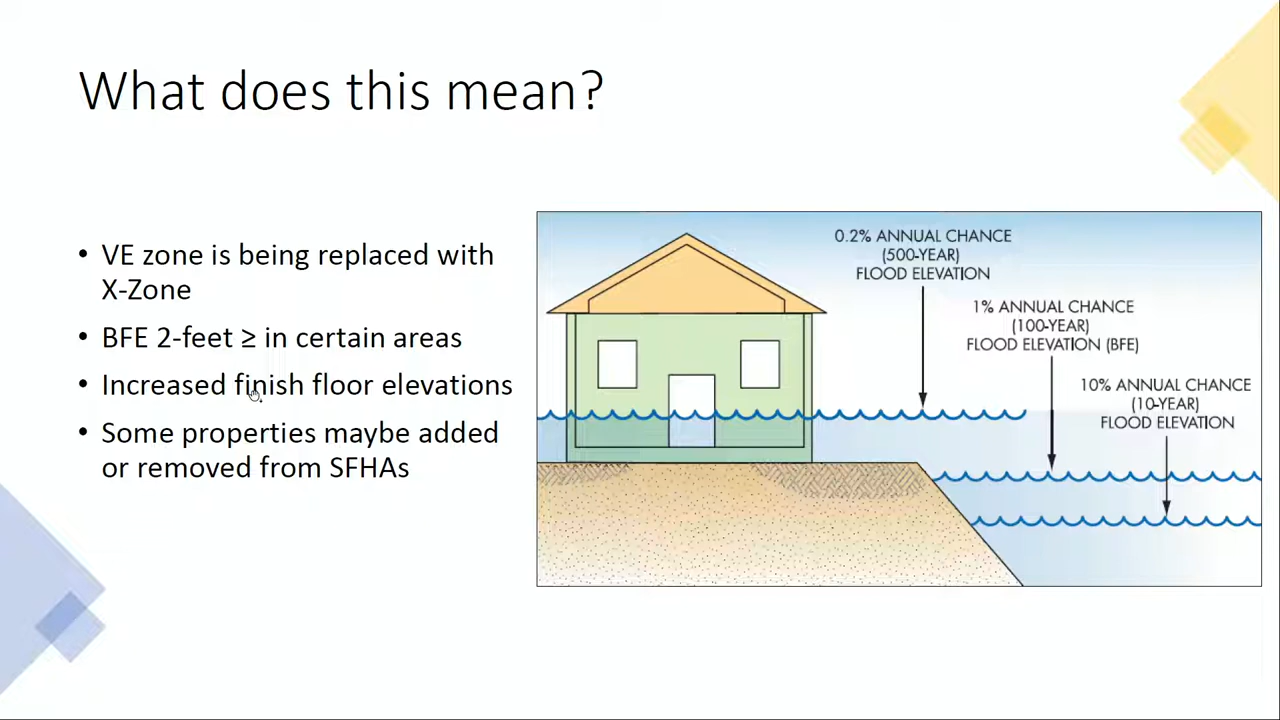 What does this mean?
• VE zone is being replaced with
X-Zone
• BFE 2-feet ≥ in certain areas
• Increased finish floor elevations
• Some properties maybe added
or removed from SFHAs
0.2% ANNUAL CHANCE
(500-YEAR)
FLOOD ELEVATION
1% ANNUAL CHANCE
(100-YEAR)
FLOOD ELEVATION (BFE)
10% ANNUAL CHANCE
(10-YEAR)
FLOOD ELEVATION